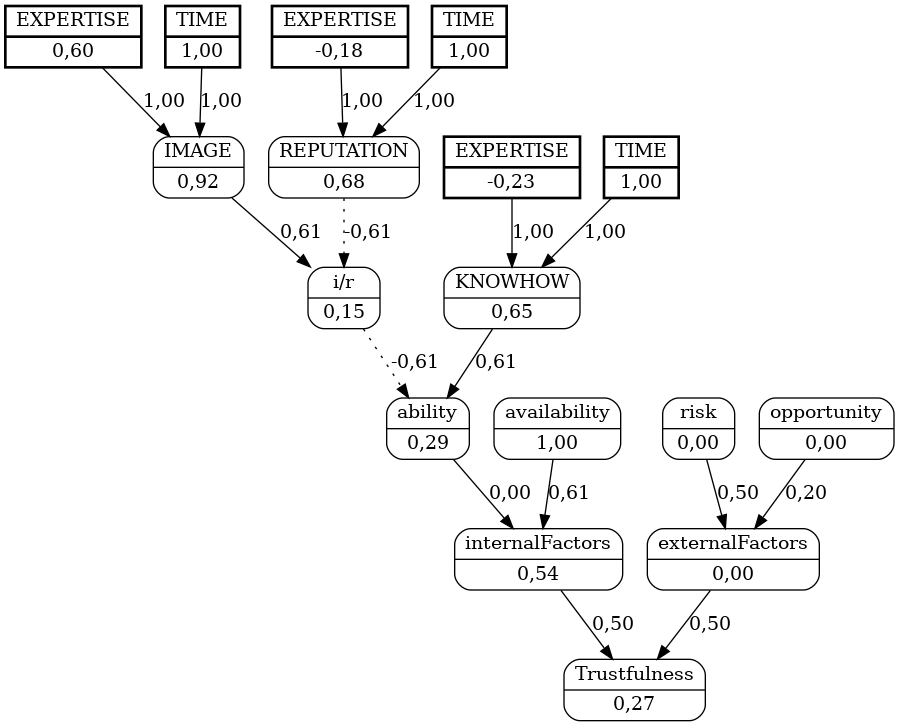 EXPERTISE TIME EXPERTISE TIME
0,60 1,00 -0,18 1,00
1,00 1,00 1,00 1,00
IMAGE REPUTATION EXPERTISE TIME
0,92 0,68 -0,23 1,00
0,61 -0,61 1,00 1,00
i/r KNOWHOW
0,15 0,65
-0,61 0,61
ability availability risk opportunity
0,29 1,00 0,00 0,00
0,00 0,61 0,50 0,20
internalFactors externalFactors
0,54 0,00
0,50 0,50
Trustfulness
0,27